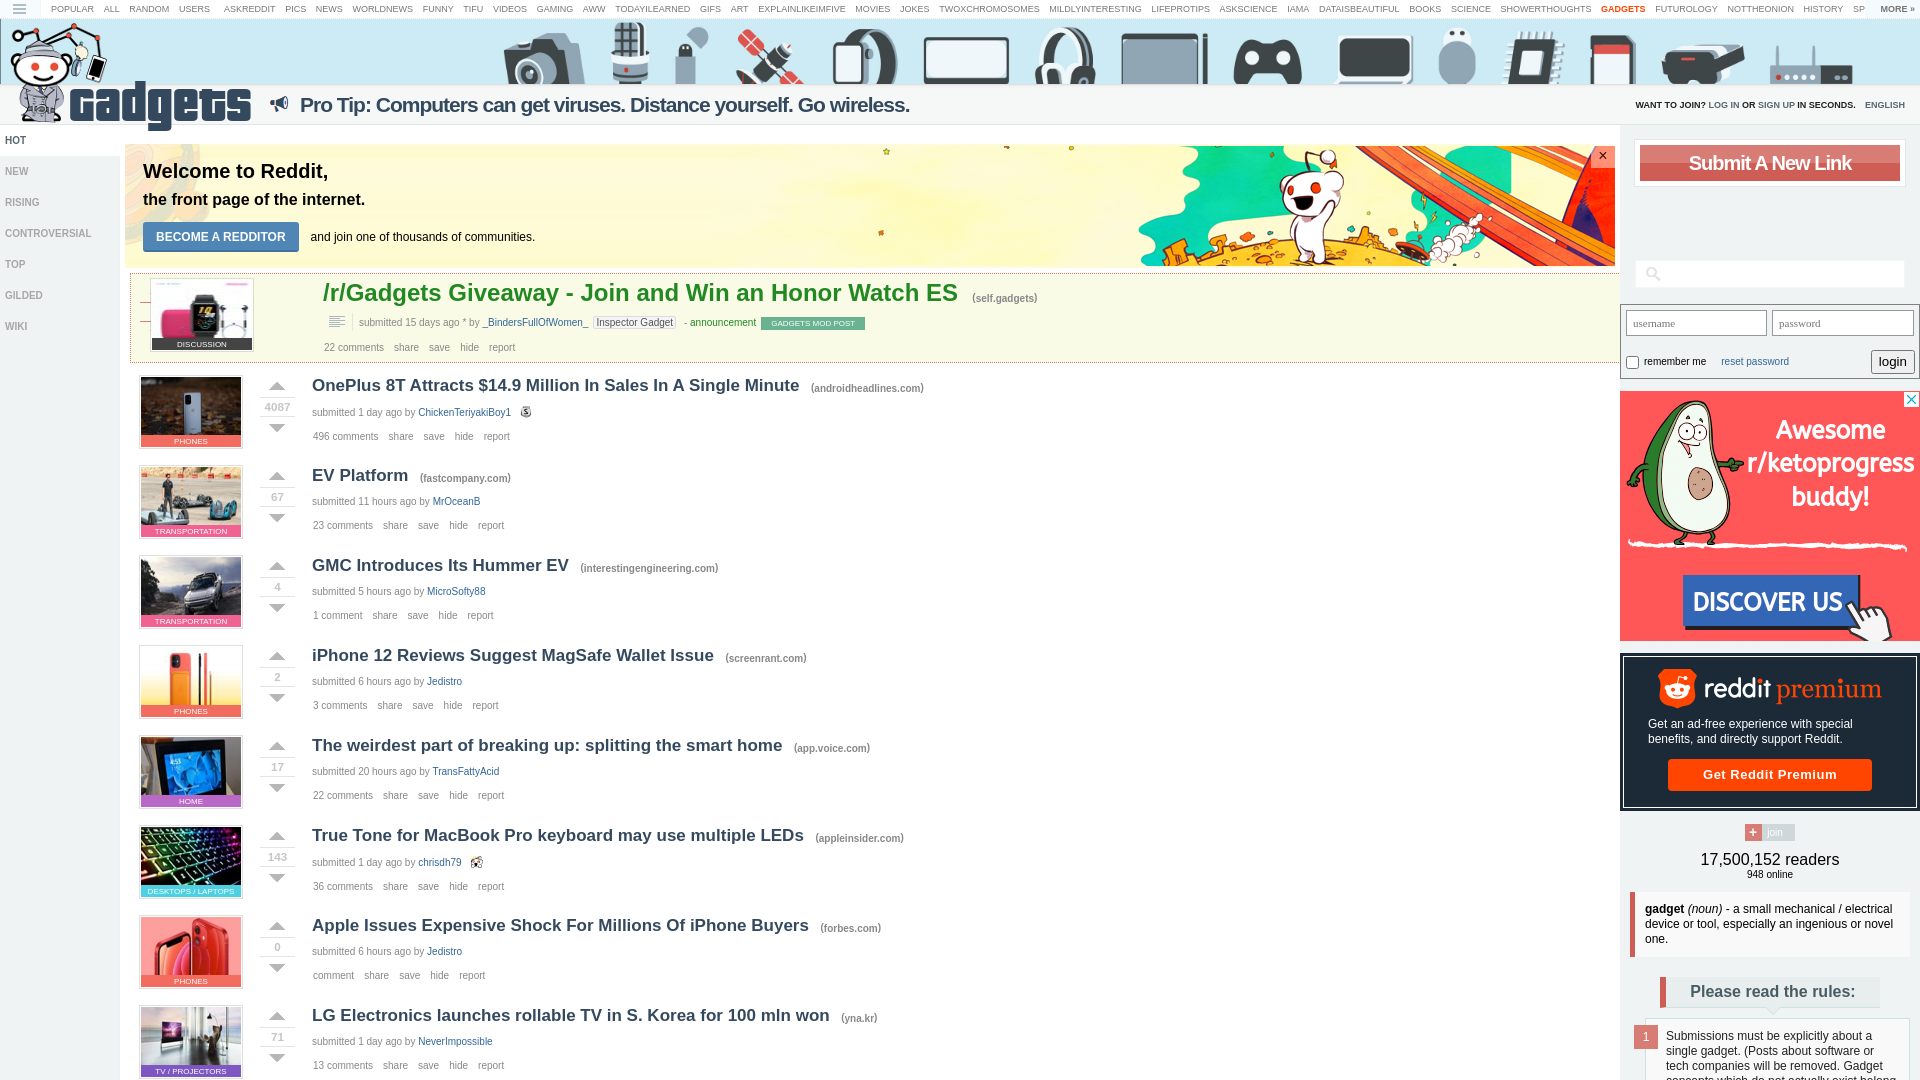 POPULAR ALL RANDOM USERS ASKREDDIT PICS NEWS WORLDNEWS FUNNY TIFU VIDEOS GAMING AWW TODAYILEARNED GIFS ART EXPLAINLIKEIMFIVE MOVIES JOKES TWOXCHROMOSOMES MILDLYINTERESTING LIFEPROTIPS ASKSCIENCE IAMA DATAISBEAUTIFUL BOOKS SCIENCE SHOWERTHOUGHTS GADGETS FUTUROLOGY NOTTHEONION HISTORY SP MORE »
Gadgets
Pro Tip: Computers can get viruses. Distance yourself. Go wireless.
WANT TO JOIN? LOG IN OR SIGN UP IN SECONDS. ENGLISH
HOT
NEW
RISING
CONTROVERSIAL
TOP
GILDED
WIKI
Welcome to Reddit,
the front page of the internet.
BECOME A REDDITOR and join one of thousands of communities.
×
DISCUSSION
/r/Gadgets Giveaway - Join and Win an Honor Watch ES (self.gadgets)
submitted 15 days ago * by _BindersFullOfWomen_ Inspector Gadget - announcement GADGETS MOD POST
22 comments share save hide report
PHONES
4087
OnePlus 8T Attracts $14.9 Million In Sales In A Single Minute (androidheadlines.com)
submitted 1 day ago by ChickenTeriyakiBoy1
496 comments share save hide report
TRANSPORTATION
67
EV Platform (fastcompany.com)
submitted 11 hours ago by MrOceanB
23 comments share save hide report
TRANSPORTATION
4
GMC Introduces Its Hummer EV (interestingengineering.com)
submitted 5 hours ago by MicroSofty88
1 comment share save hide report
PHONES
2
iPhone 12 Reviews Suggest MagSafe Wallet Issue (screenrant.com)
submitted 6 hours ago by Jedistro
3 comments share save hide report
HOME
17
The weirdest part of breaking up: splitting the smart home (app.voice.com)
submitted 20 hours ago by TransFattyAcid
22 comments share save hide report
DESKTOPS / LAPTOPS
143
True Tone for MacBook Pro keyboard may use multiple LEDs (appleinsider.com)
submitted 1 day ago by chrisdh79
36 comments share save hide report
PHONES
0
Apple Issues Expensive Shock For Millions Of iPhone Buyers (forbes.com)
submitted 6 hours ago by Jedistro
comment share save hide report
TV / PROJECTORS
71
LG Electronics launches rollable TV in S. Korea for 100 mln won (yna.kr)
submitted 1 day ago by NeverImpossible
13 comments share save hide report
Submit A New Link
username password
remember me reset password login
Awesome
r/ketoprogress
buddy!
DISCOVER US
reddit premium
Get an ad-free experience with special
benefits, and directly support Reddit.
Get Reddit Premium
+ join
17,500,152 readers
948 online
gadget (noun) - a small mechanical / electrical
device or tool, especially an ingenious or novel
one.
Please read the rules:
1 Submissions must be explicitly about a
single gadget. (Posts about software or
tech companies will be removed. Gadget
concepts which do not actually exist belong